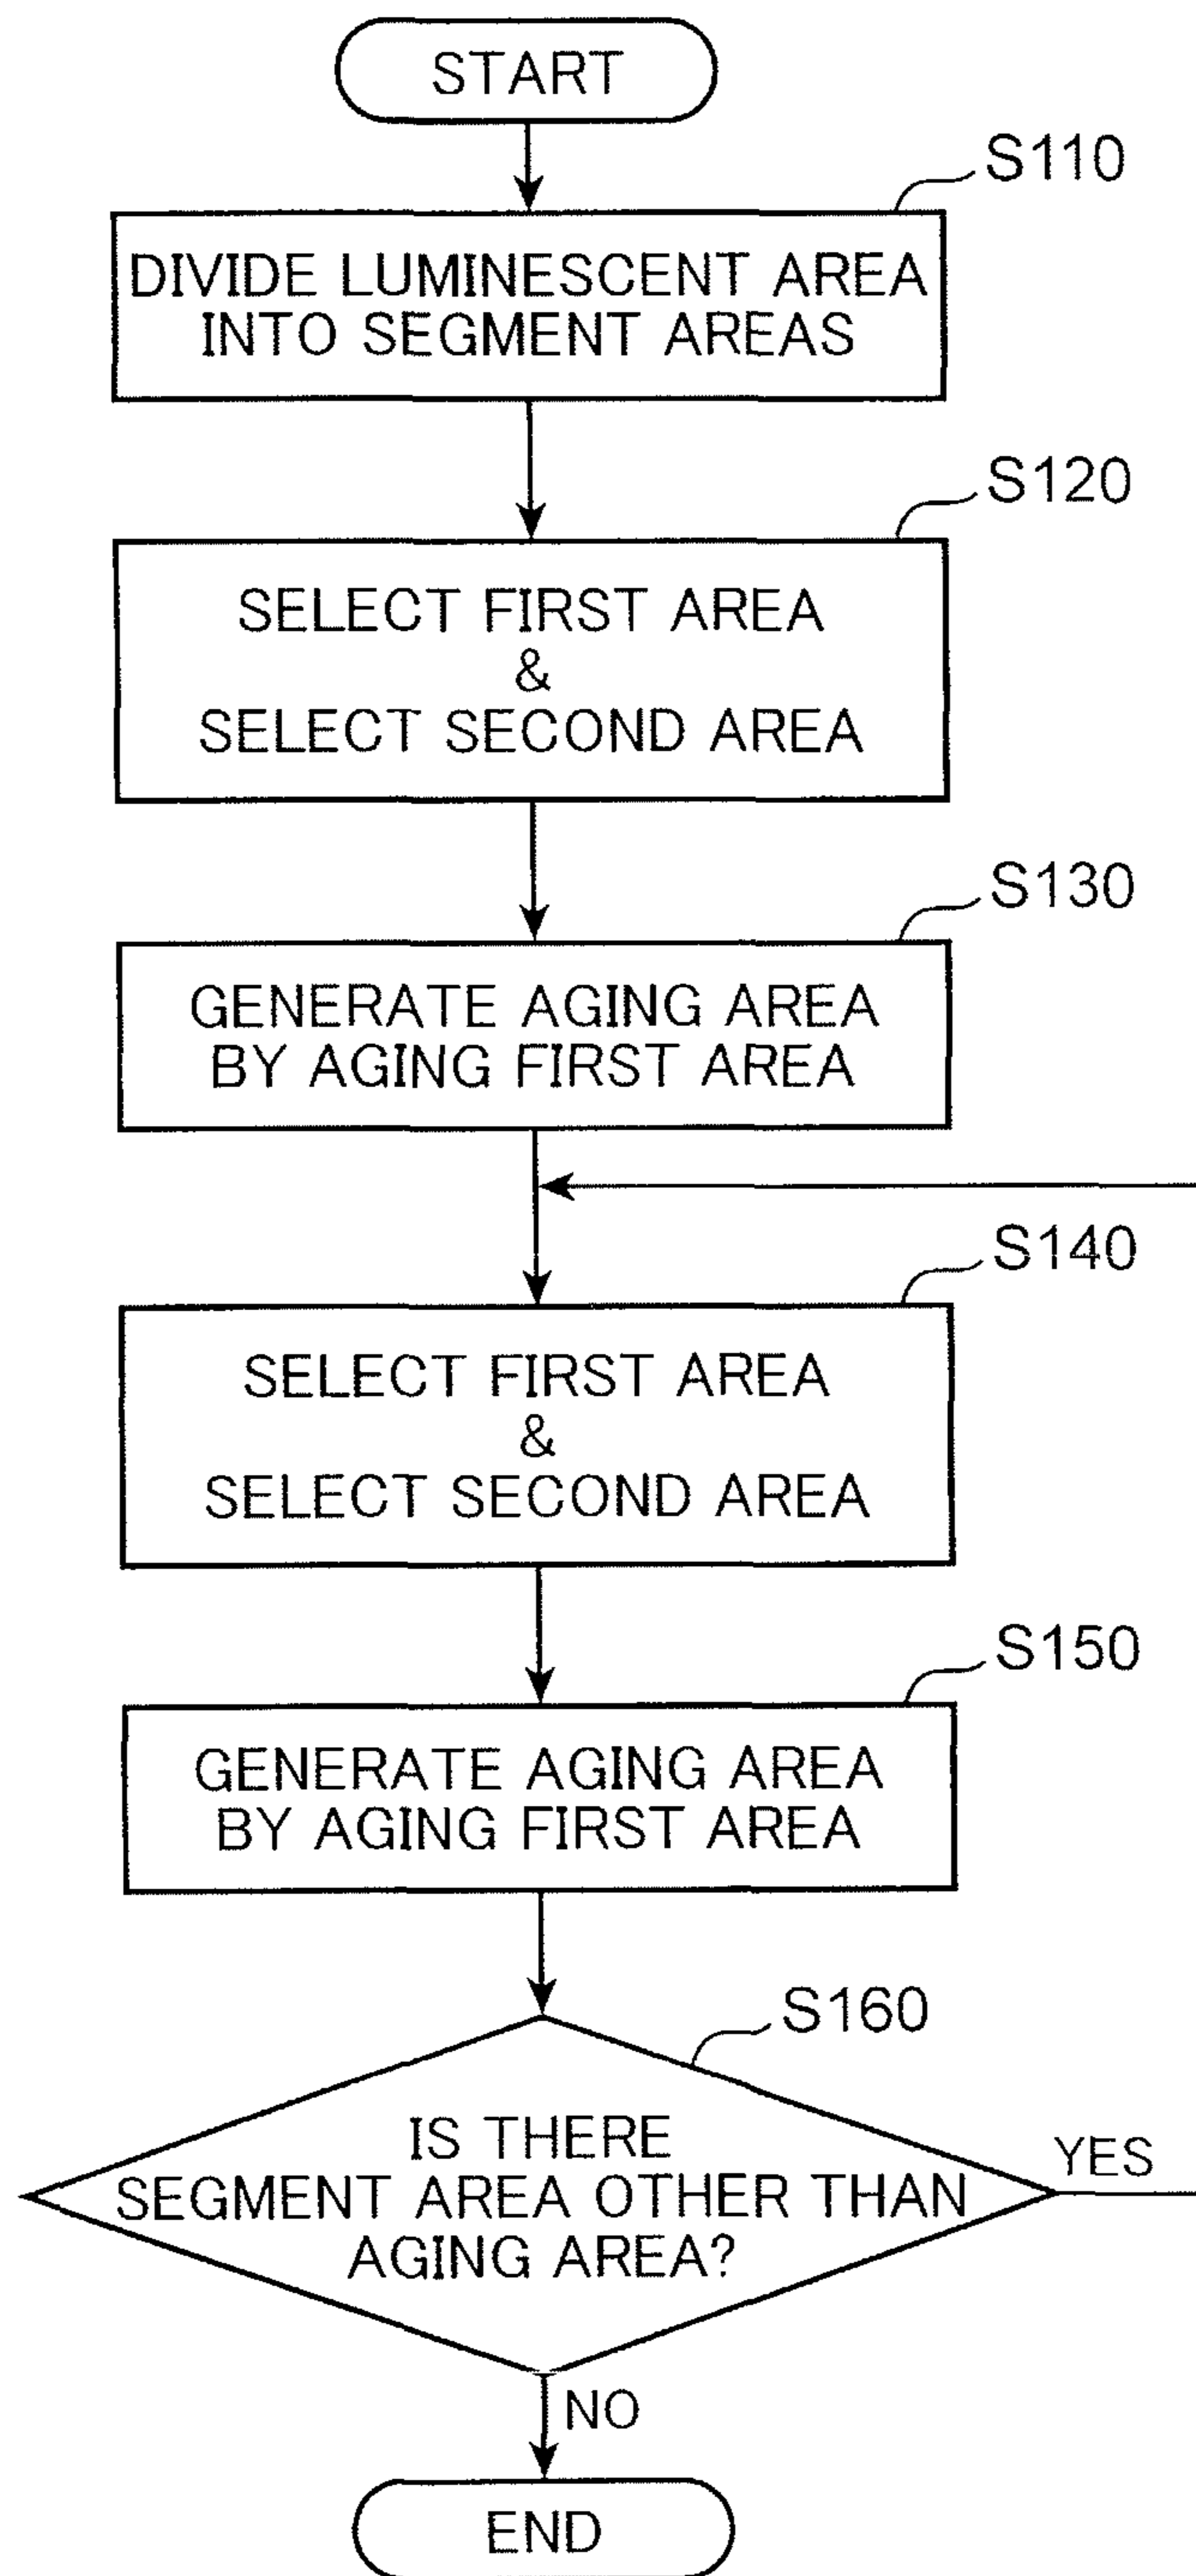 START
S110
DIVIDE LUMINESCENT AREA
INTO SEGMENT AREAS
S120
SELECT FIRST AREA
&
SELECT SECOND AREA
S130
GENERATE AGING AREA
BY AGING FIRST AREA
S140
SELECT FIRST AREA
&
SELECT SECOND AREA
S150
GENERATE AGING AREA
BY AGING FIRST AREA
S160
IS THERE
SEGMENT AREA OTHER THAN
AGING AREA?
YES
NO
END